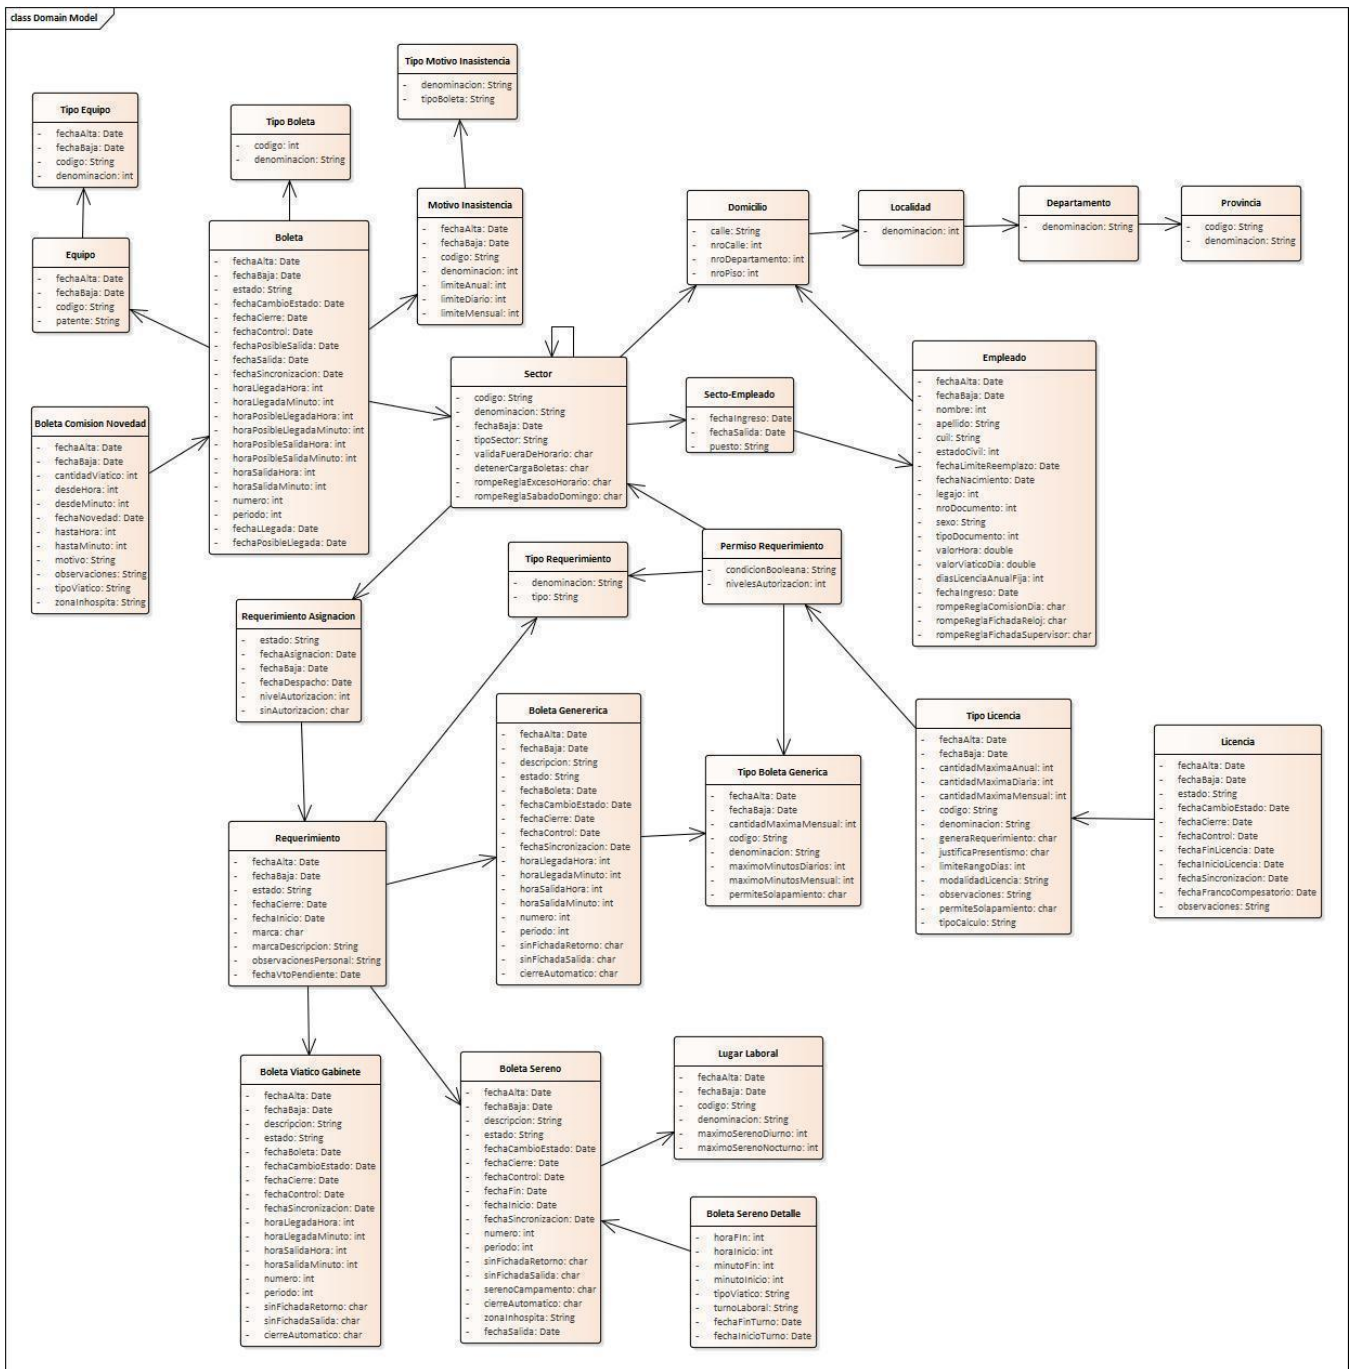 class Domain Model
Tipo Motivo Inasistencia
- denominacion: String
- tipoBoleta: String
Tipo Equipo
- fechaAlta: Date
- fechaBaja: Date
- codigo: String
- denominacion: int
Tipo Boleta
- codigo: int
- denominacion: String
Motivo Inasistencia
- fechaAlta: Date
- fechaBaja: Date
- codigo: String
- denominacion: int
- limiteAnual: int
- limiteDiario: int
- limiteMensual: int
Domicilio
- calle: String
- nroCalle: int
- nroDepartamento: int
- nroPiso: int
Localidad
- denominacion: int
Departamento
- denominacion: String
Provincia
- codigo: String
- denominacion: String
Equipo
- fechaAlta: Date
- fechaBaja: Date
- codigo: String
- patente: String
Boleta
- fechaAlta: Date
- fechaBaja: Date
- estado: String
- fechaCambioEstado: Date
- fechaCierre: Date
- fechaControl: Date
- fechaPosibleSalida: Date
- fechaSalida: Date
- fechaSincronizacion: Date
- horaLlegadaHora: int
- horaLlegadaMinuto: int
- horaPosibleLlegadaHora: int
- horaPosibleLlegadaMinuto: int
- horaPosibleSalidaHora: int
- horaPosibleSalidaMinuto: int
- horaSalidaHora: int
- horaSalidaMinuto: int
- numero: int
- periodo: int
- fechaLLegada: Date
- fechaPosibleLlegada: Date
Boleta Comision Novedad
- fechaAlta: Date
- fechaBaja: Date
- cantidadViatico: int
- desdeHora: int
- desdeMinuto: int
- fechaNovedad: Date
- hastaHora: int
- hastaMinuto: int
- motivo: String
- observaciones: String
- tipoViatico: String
- zonaInhospita: String
Sector
- codigo: String
- denominacion: String
- fechaBaja: Date
- tipoSector: String
- validaFueraDeHorario: char
- detenerCargaBoletas: char
- rompeReglaExcesoHorario: char
- rompeReglaSabadoDomingo: char
Secto-Empleado
- fechaIngreso: Date
- fechaSalida: Date
- puesto: String
Empleado
- fechaAlta: Date
- fechaBaja: Date
- nombre: int
- apellido: String
- cuil: String
- estadoCivil: int
- fechaLimiteReemplazo: Date
- fechaNacimiento: Date
- legajo: int
- nroDocumento: int
- sexo: String
- tipoDocumento: int
- valorHora: double
- valorViaticoDia: double
- diasLicenciaAnualFija: int
- fechaIngreso: Date
- rompeReglaComisionDia: char
- rompeReglaFichadaReloj: char
- rompeReglaFichadaSupervisor: char
Tipo Requerimiento
- denominacion: String
- tipo: String
Permiso Requerimiento
- condicionBooleana: String
- nivelesAutorizacion: int
Requerimiento Asignacion
- estado: String
- fechaAsignacion: Date
- fechaBaja: Date
- fechaDespacho: Date
- nivelAutorizacion: int
- sinAutorizacion: char
Boleta Genererica
- fechaAlta: Date
- fechaBaja: Date
- descripcion: String
- estado: String
- fechaBoleta: Date
- fechaCambioEstado: Date
- fechaCierre: Date
- fechaControl: Date
- fechaSincronizacion: Date
- horaLlegadaHora: int
- horaLlegadaMinuto: int
- horaSalidaHora: int
- horaSalidaMinuto: int
- numero: int
- periodo: int
- sinFichadaRetorno: char
- sinFichadaSalida: char
- cierreAutomatico: char
Tipo Boleta Generica
- fechaAlta: Date
- fechaBaja: Date
- cantidadMaximaMensual: int
- codigo: String
- denominacion: String
- maximoMinutosDiarios: int
- maximoMinutosMensual: int
- permiteSolapamiento: char
Tipo Licencia
- fechaAlta: Date
- fechaBaja: Date
- cantidadMaximaAnual: int
- cantidadMaximaDiaria: int
- cantidadMaximaMensual: int
- codigo: String
- denominacion: String
- generaRequerimiento: char
- justificaPresentismo: char
- limiteRangoDias: int
- modalidadLicencia: String
- observaciones: String
- permiteSolapamiento: char
- tipoCalculo: String
Licencia
- fechaAlta: Date
- fechaBaja: Date
- estado: String
- fechaCambioEstado: Date
- fechaCierre: Date
- fechaControl: Date
- fechaFinLicencia: Date
- fechaInicioLicencia: Date
- fechaSincronizacion: Date
- fechaFrancoCompesatorio: Date
- observaciones: String
Requerimiento
- fechaAlta: Date
- fechaBaja: Date
- estado: String
- fechaCierre: Date
- fechaInicio: Date
- marca: char
- marcaDescripcion: String
- observacionesPersonal: String
- fechaVtoPendiente: Date
Boleta Viatico Gabinete
- fechaAlta: Date
- fechaBaja: Date
- descripcion: String
- estado: String
- fechaBoleta: Date
- fechaCambioEstado: Date
- fechaCierre: Date
- fechaControl: Date
- fechaSincronizacion: Date
- horaLlegadaHora: int
- horaLlegadaMinuto: int
- horaSalidaHora: int
- horaSalidaMinuto: int
- numero: int
- periodo: int
- sinFichadaRetorno: char
- sinFichadaSalida: char
- cierreAutomatico: char
Boleta Sereno
- fechaAlta: Date
- fechaBaja: Date
- descripcion: String
- estado: String
- fechaCambioEstado: Date
- fechaCierre: Date
- fechaControl: Date
- fechaFin: Date
- fechaInicio: Date
- fechaSincronizacion: Date
- numero: int
- periodo: int
- sinFichadaRetorno: char
- sinFichadaSalida: char
- serenoCampamento: char
- cierreAutomatico: char
- zonaInhospita: String
- fechaSalida: Date
Lugar Laboral
- fechaAlta: Date
- fechaBaja: Date
- codigo: String
- denominacion: String
- maximoSerenoDiurno: int
- maximoSerenoNocturno: int
Boleta Sereno Detalle
- horaFin: int
- horaInicio: int
- minutoFin: int
- minutoInicio: int
- tipoViatico: String
- turnoLaboral: String
- fechaFinTurno: Date
- fechaInicioTurno: Date